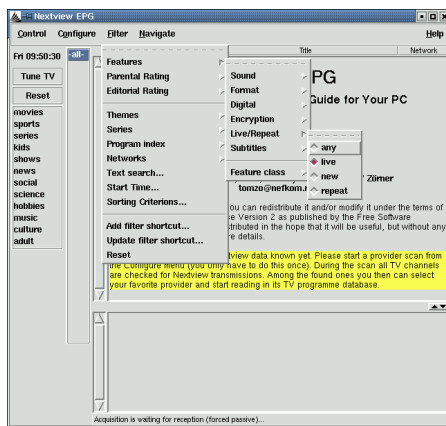 Nextview EPG
Control Configure Filter Navigate Help
Fri 09:50:30
-all-
Title Network
Tune TV
Reset
movies
sports
series
kids
shows
news
social
science
hobbies
music
culture
adult
Features
Parental Rating
Editorial Rating
Themes
Series
Program index
Networks
Text search...
Start Time...
Sorting Criterions...
Add filter shortcut...
Update filter shortcut...
Reset
Sound
Format
Digital
Encryption
Live/Repeat
Subtitles
Feature class
any
live
new
repeat
PG
Guide for Your PC
Zörner
tomzo@nefkom.
ou can redistribute it and/or modify it under the terms of
e Version 2 as published by the Free Software
tributed in the hope that it will be useful, but without any
e details.
tview data known yet. Please start a provider scan from
the Configure menu (you only have to do this once). During the scan all TV channels
are checked for Nextview transmissions. Among the found ones you then can select
your favorite provider and start reading in its TV programme database.
Acquisition is waiting for reception (forced passive)...